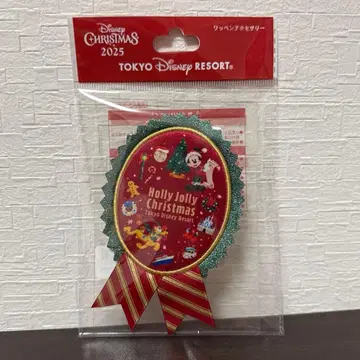 Disney
CHRISTMAS
2025
ワッペンアクセサリー
TOKYO Disney RESORT®
Holly Jolly
Christmas
Tokyo Disney Resort